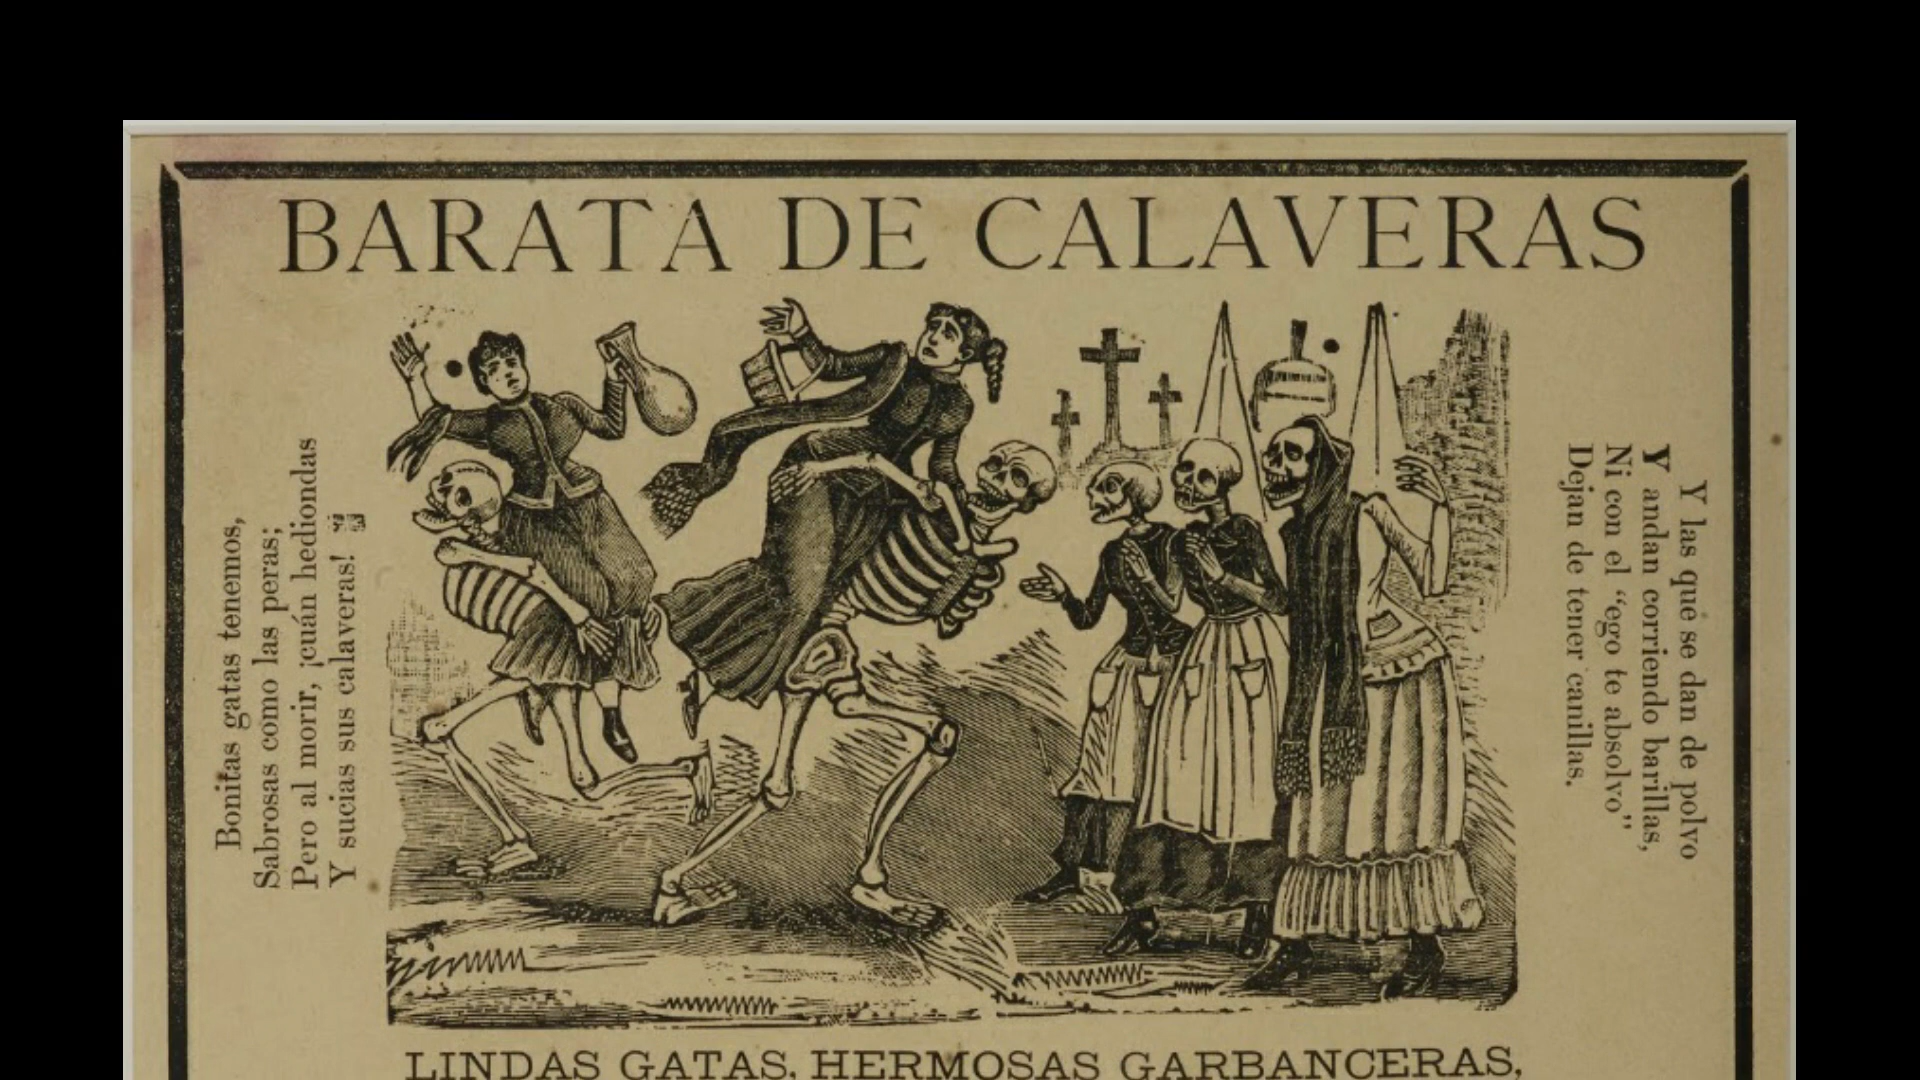 BARATA DE CALAVERAS
Bonitas gatas tenemos,
Sabrosas como las peras;
Pero al morir, ¡cuán hediondas
Y sucias sus calaveras!
Y las que se dan de polvo
Y andan corriendo barillas,
Ni con el “ego te absolvo”
Dejan de tener canillas.
LINDAS GATAS, HERMOSAS GARBANCERAS,